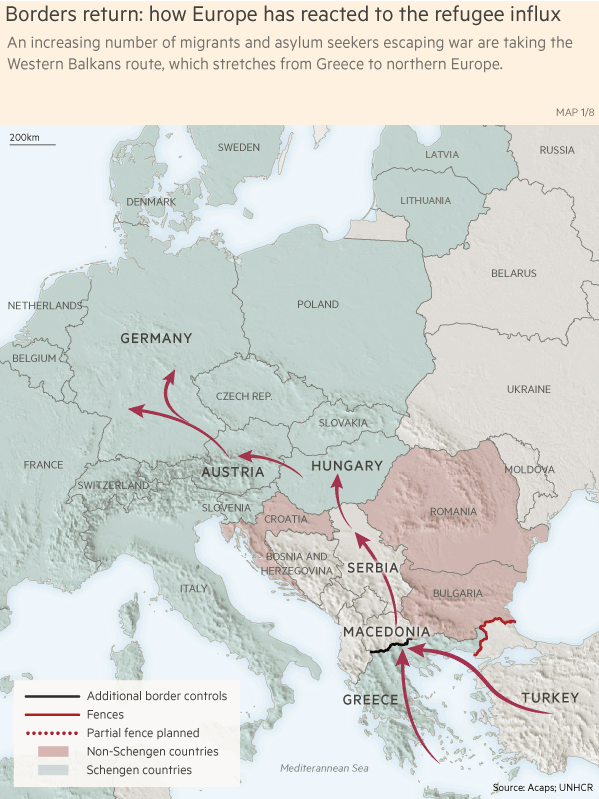 Borders return: how Europe has reacted to the refugee influx
An increasing number of migrants and asylum seekers escaping war are taking the
Western Balkans route, which stretches from Greece to northern Europe.
MAP 1/8
200km
SWEDEN
LATVIA
RUSSIA
DENMARK
LITHUANIA
BELARUS
NETHERLANDS
POLAND
GERMANY
BELGIUM
UKRAINE
CZECH REP.
SLOVAKIA
FRANCE
AUSTRIA
HUNGARY
MOLDOVA
SWITZERLAND
SLOVENIA
CROATIA
ROMANIA
BOSNIA AND
HERZEGOVINA
SERBIA
ITALY
BULGARIA
MACEDONIA
GREECE
TURKEY
Additional border controls
Fences
Partial fence planned
Non-Schengen countries
Schengen countries
Mediterannean Sea
Source: Acaps; UNHCR